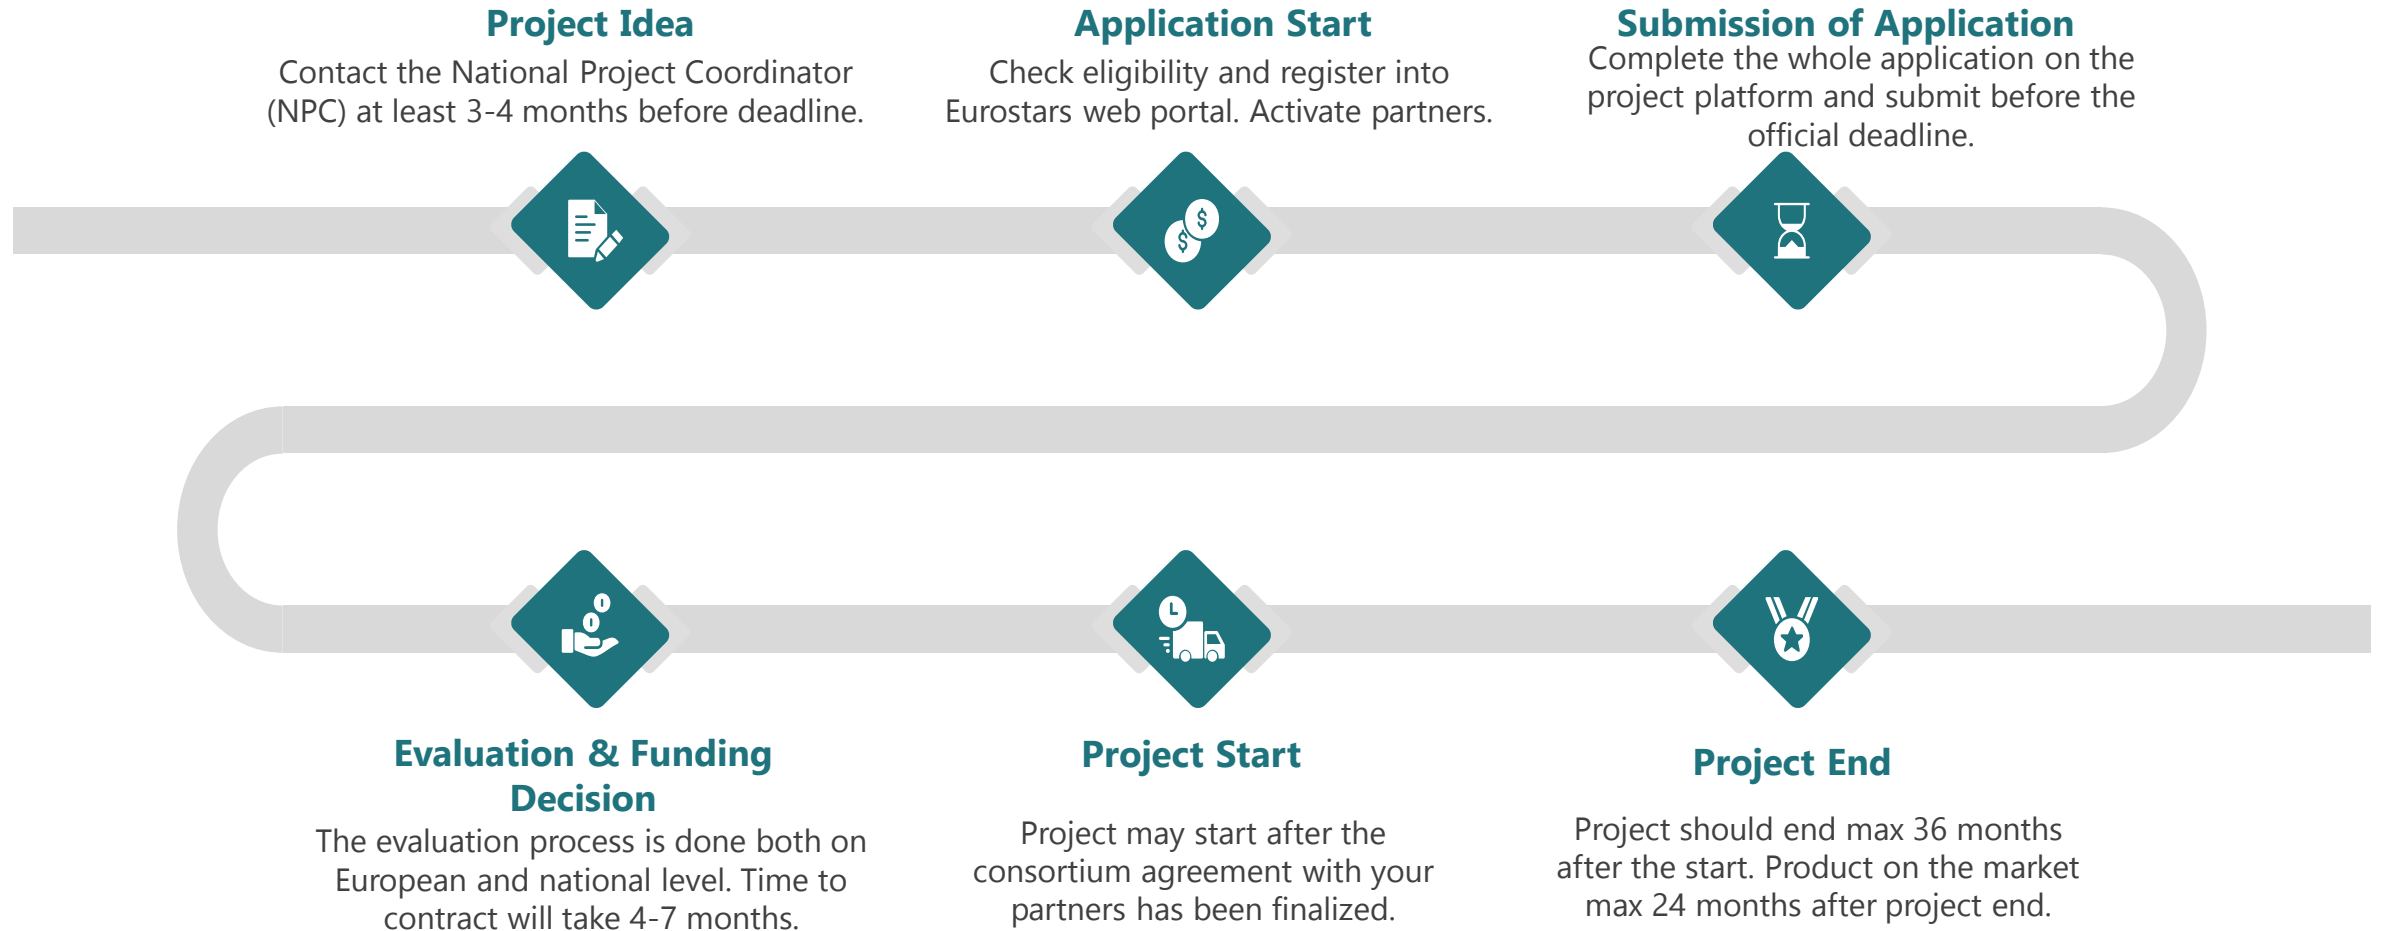 Project Idea
Contact the National Project Coordinator
(NPC) at least 3-4 months before deadline.
Application Start
Check eligibility and register into
Eurostars web portal. Activate partners.
Submission of Application
Complete the whole application on the
project platform and submit before the
official deadline.
$
$
Evaluation & Funding
Decision
The evaluation process is done both on
European and national level. Time to
contract will take 4-7 months.
Project Start
Project may start after the
consortium agreement with your
partners has been finalized.
Project End
Project should end max 36 months
after the start. Product on the market
max 24 months after project end.